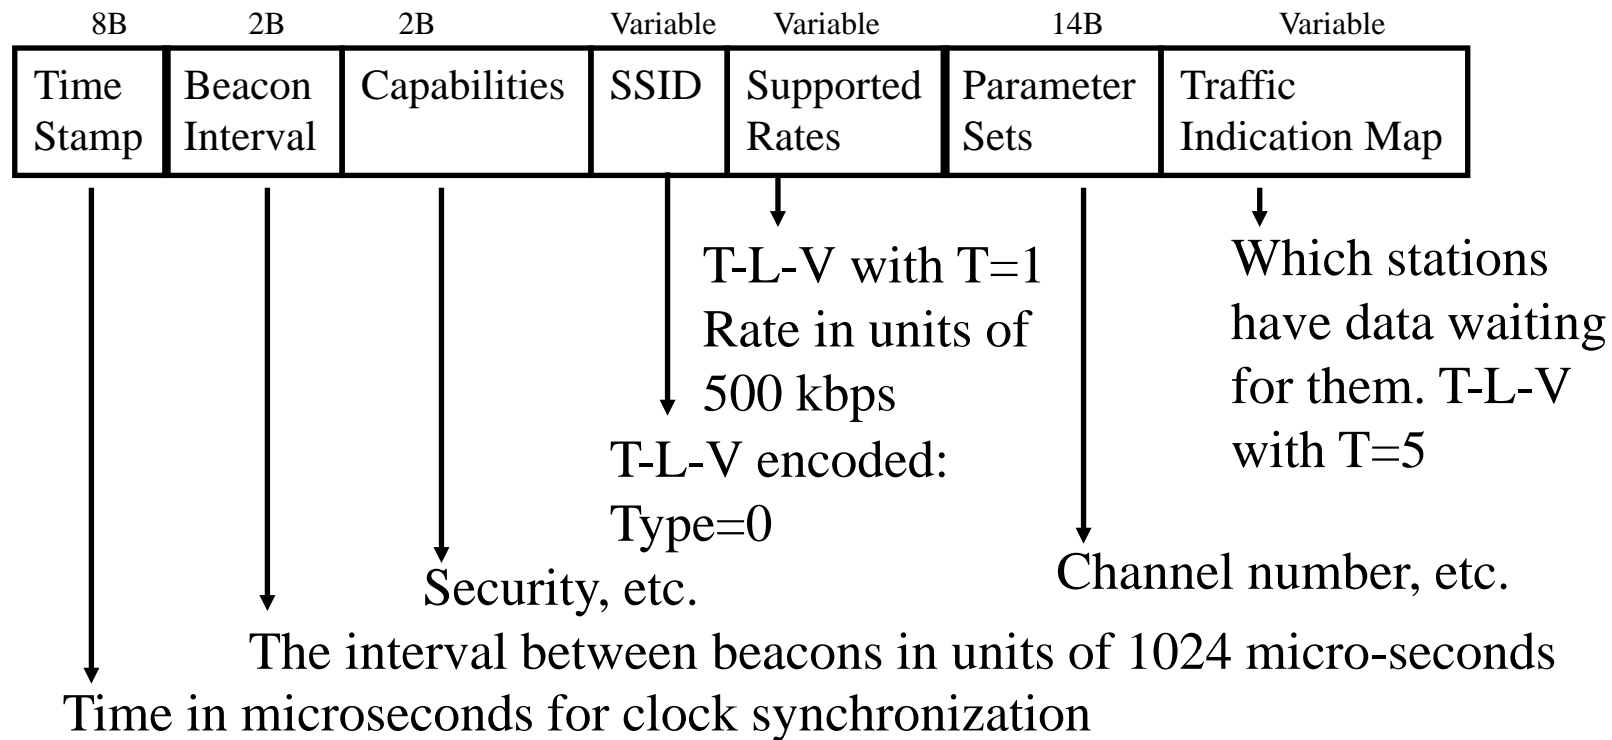 8B 2B 2B Variable Variable 14B Variable
Time Beacon Capabilities SSID Supported Parameter Traffic
Stamp Interval Rates Sets Indication Map
T-L-V with T=1
Rate in units of
500 kbps
Which stations
have data waiting
for them. T-L-V
with T=5
T-L-V encoded:
Type=0
Security, etc.
Channel number, etc.
The interval between beacons in units of 1024 micro-seconds
Time in microseconds for clock synchronization